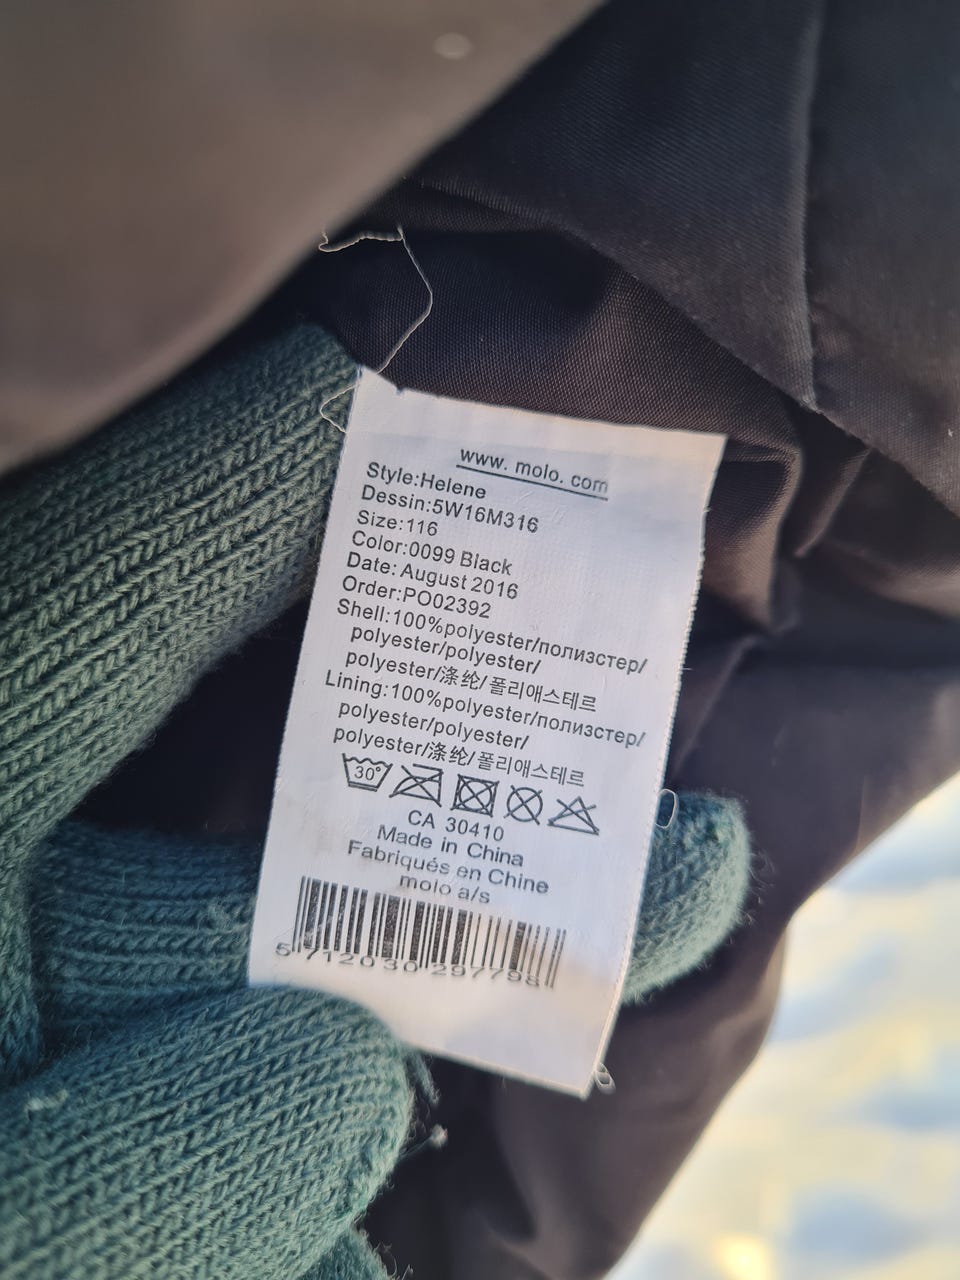 www. molo. com
Style:Helene
Dessin:5W16M316
Size:116
Color:0099 Black
Date: August 2016
Order:PO02392
Shell:100%polyester/полиэстер/
polyester/polyester/
polyester/涤纶/폴리애스테르
Lining:100%polyester/полиэстер/
polyester/polyester/
polyester/涤纶/폴리애스테르
30°
CA 30410
Made in China
Fabriqués en Chine
molo a/s
5 712030 297798